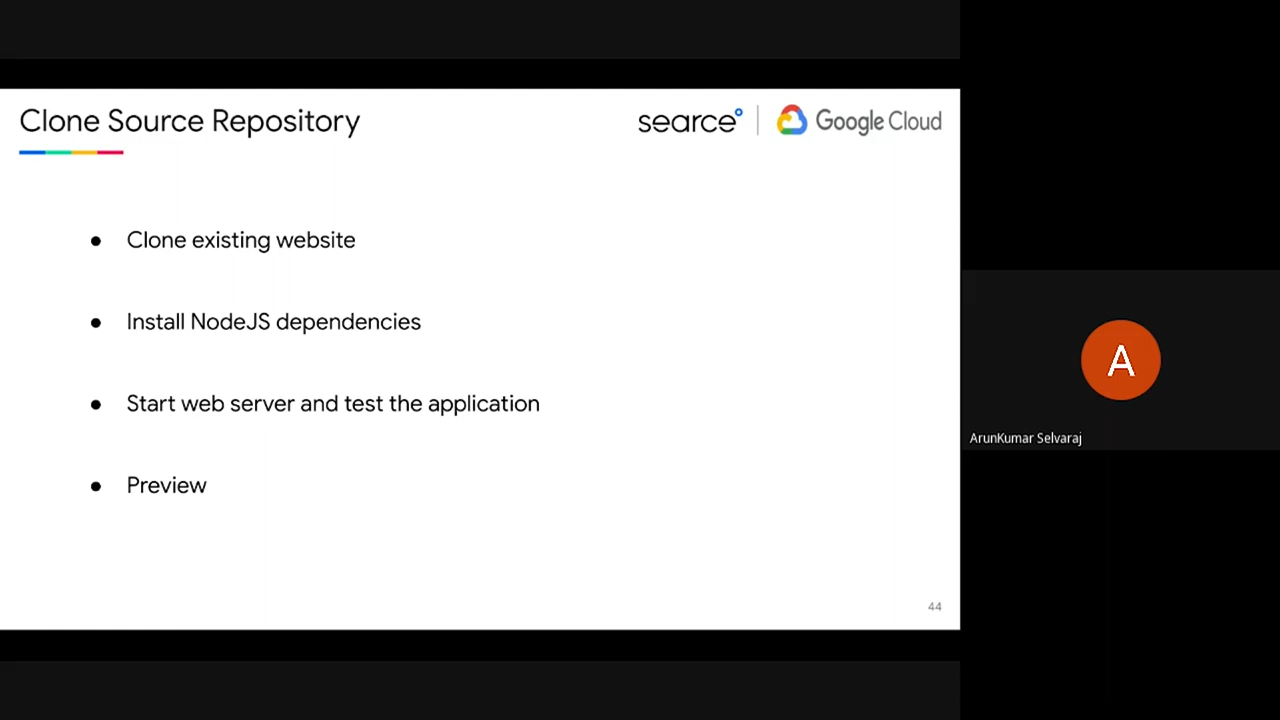 Clone Source Repository
searce
Google Cloud
Clone existing website
Install NodeJS dependencies
Start web server and test the application
Preview
44
A
ArunKumar Selvaraj